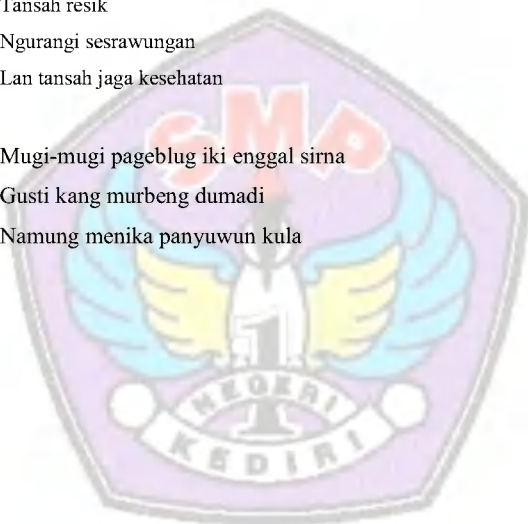 Tansah resik
Ngurangi sesrawungan
Lan tansah jaga kesehatan
Mugi-mugi pageblug iki enggal sirna
Gusti kang murbeng dumadi
Namung menika panyuwun kula
SMP
1
NEGERI
KEDIRI